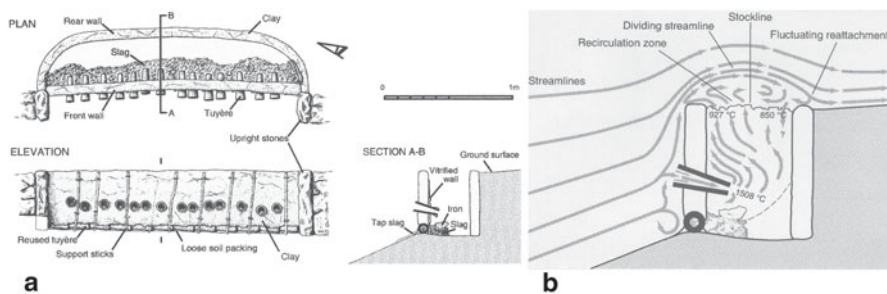 PLAN
Rear wall
B
Clay
Slag
Front wall
A
Tuyère
Upright stones
0
1m
ELEVATION
Reused tuyère
Support sticks
Loose soil packing
Clay
SECTION A-B
Ground surface
Vitrified
wall
Iron
Tap slag
Slag
a
Stockline
Dividing streamline
Recirculation zone
Fluctuating reattachment
Streamlines
927 °C
850 °C
?
1508 °C
b